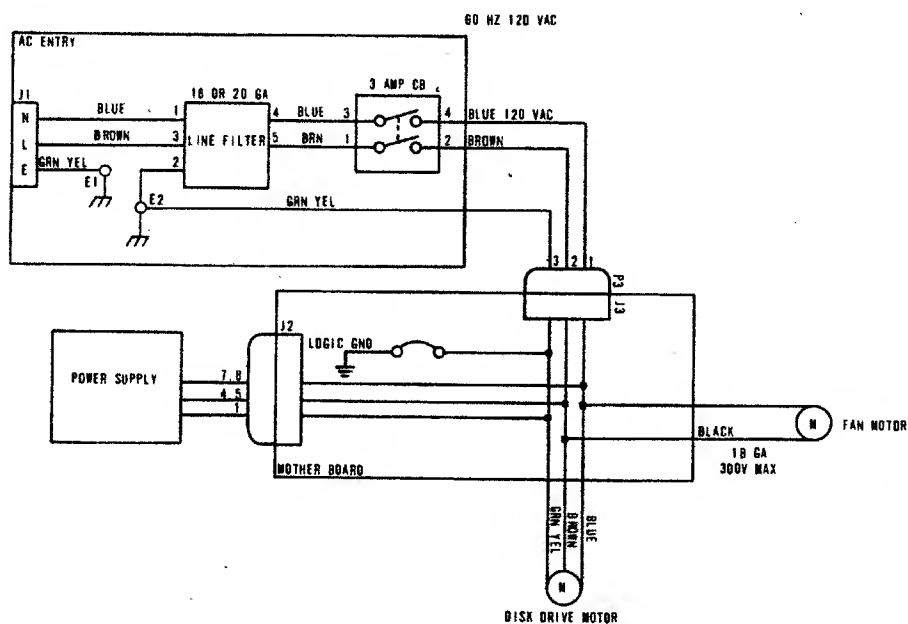 60 HZ 120 VAC
AC ENTRY
J1
N
L
E
BLUE
BROWN
GRN YEL
E1
E2
1
3
2
18 OR 20 GA
LINE FILTER
4
5
BLUE
BRN
3
1
3 AMP CB
4
2
BLUE 120 VAC
BROWN
GRN YEL
3 2 1
P3
J3
J2
LOGIC GND
POWER SUPPLY
7,8
4,5
1
MOTHER BOARD
BLACK
18 GA
300V MAX
M
FAN MOTOR
GRN YEL
BROWN
BLUE
M
DISK DRIVE MOTOR